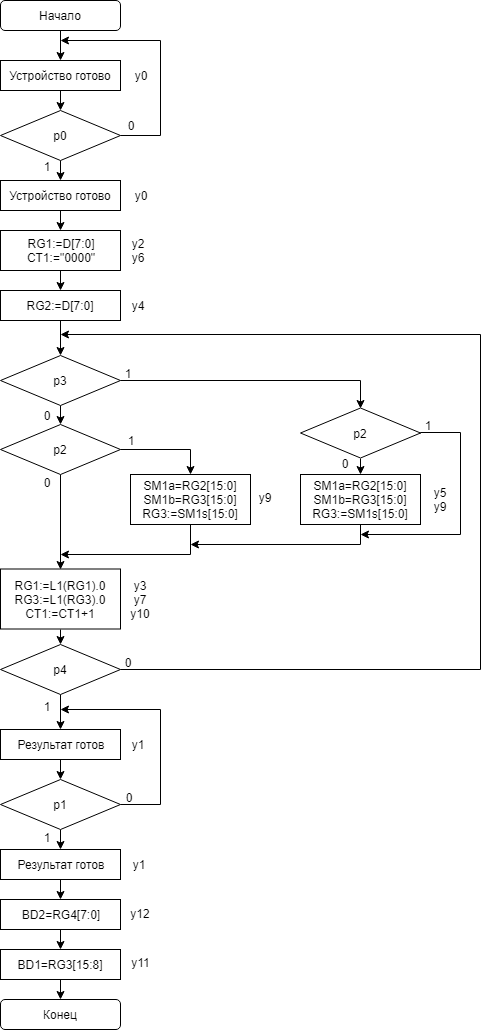 Начало
Устройство готово y0
p0 0
1
Устройство готово y0
RG1:=D[7:0] y2
CT1:="0000" y6
RG2:=D[7:0] y4
p3 1
0
p2 1
0
p2 1
0
SM1a=RG2[15:0]
SM1b=RG3[15:0] y9
RG3:=SM1s[15:0]
SM1a=RG2[15:0] y5
SM1b=RG3[15:0] y9
RG3:=SM1s[15:0]
RG1:=L1(RG1).0 y3
RG3:=L1(RG3).0 y7
CT1:=CT1+1 y10
p4 0
1
Результат готов y1
p1 0
1
Результат готов y1
BD2=RG4[7:0] y12
BD1=RG3[15:8] y11
Конец